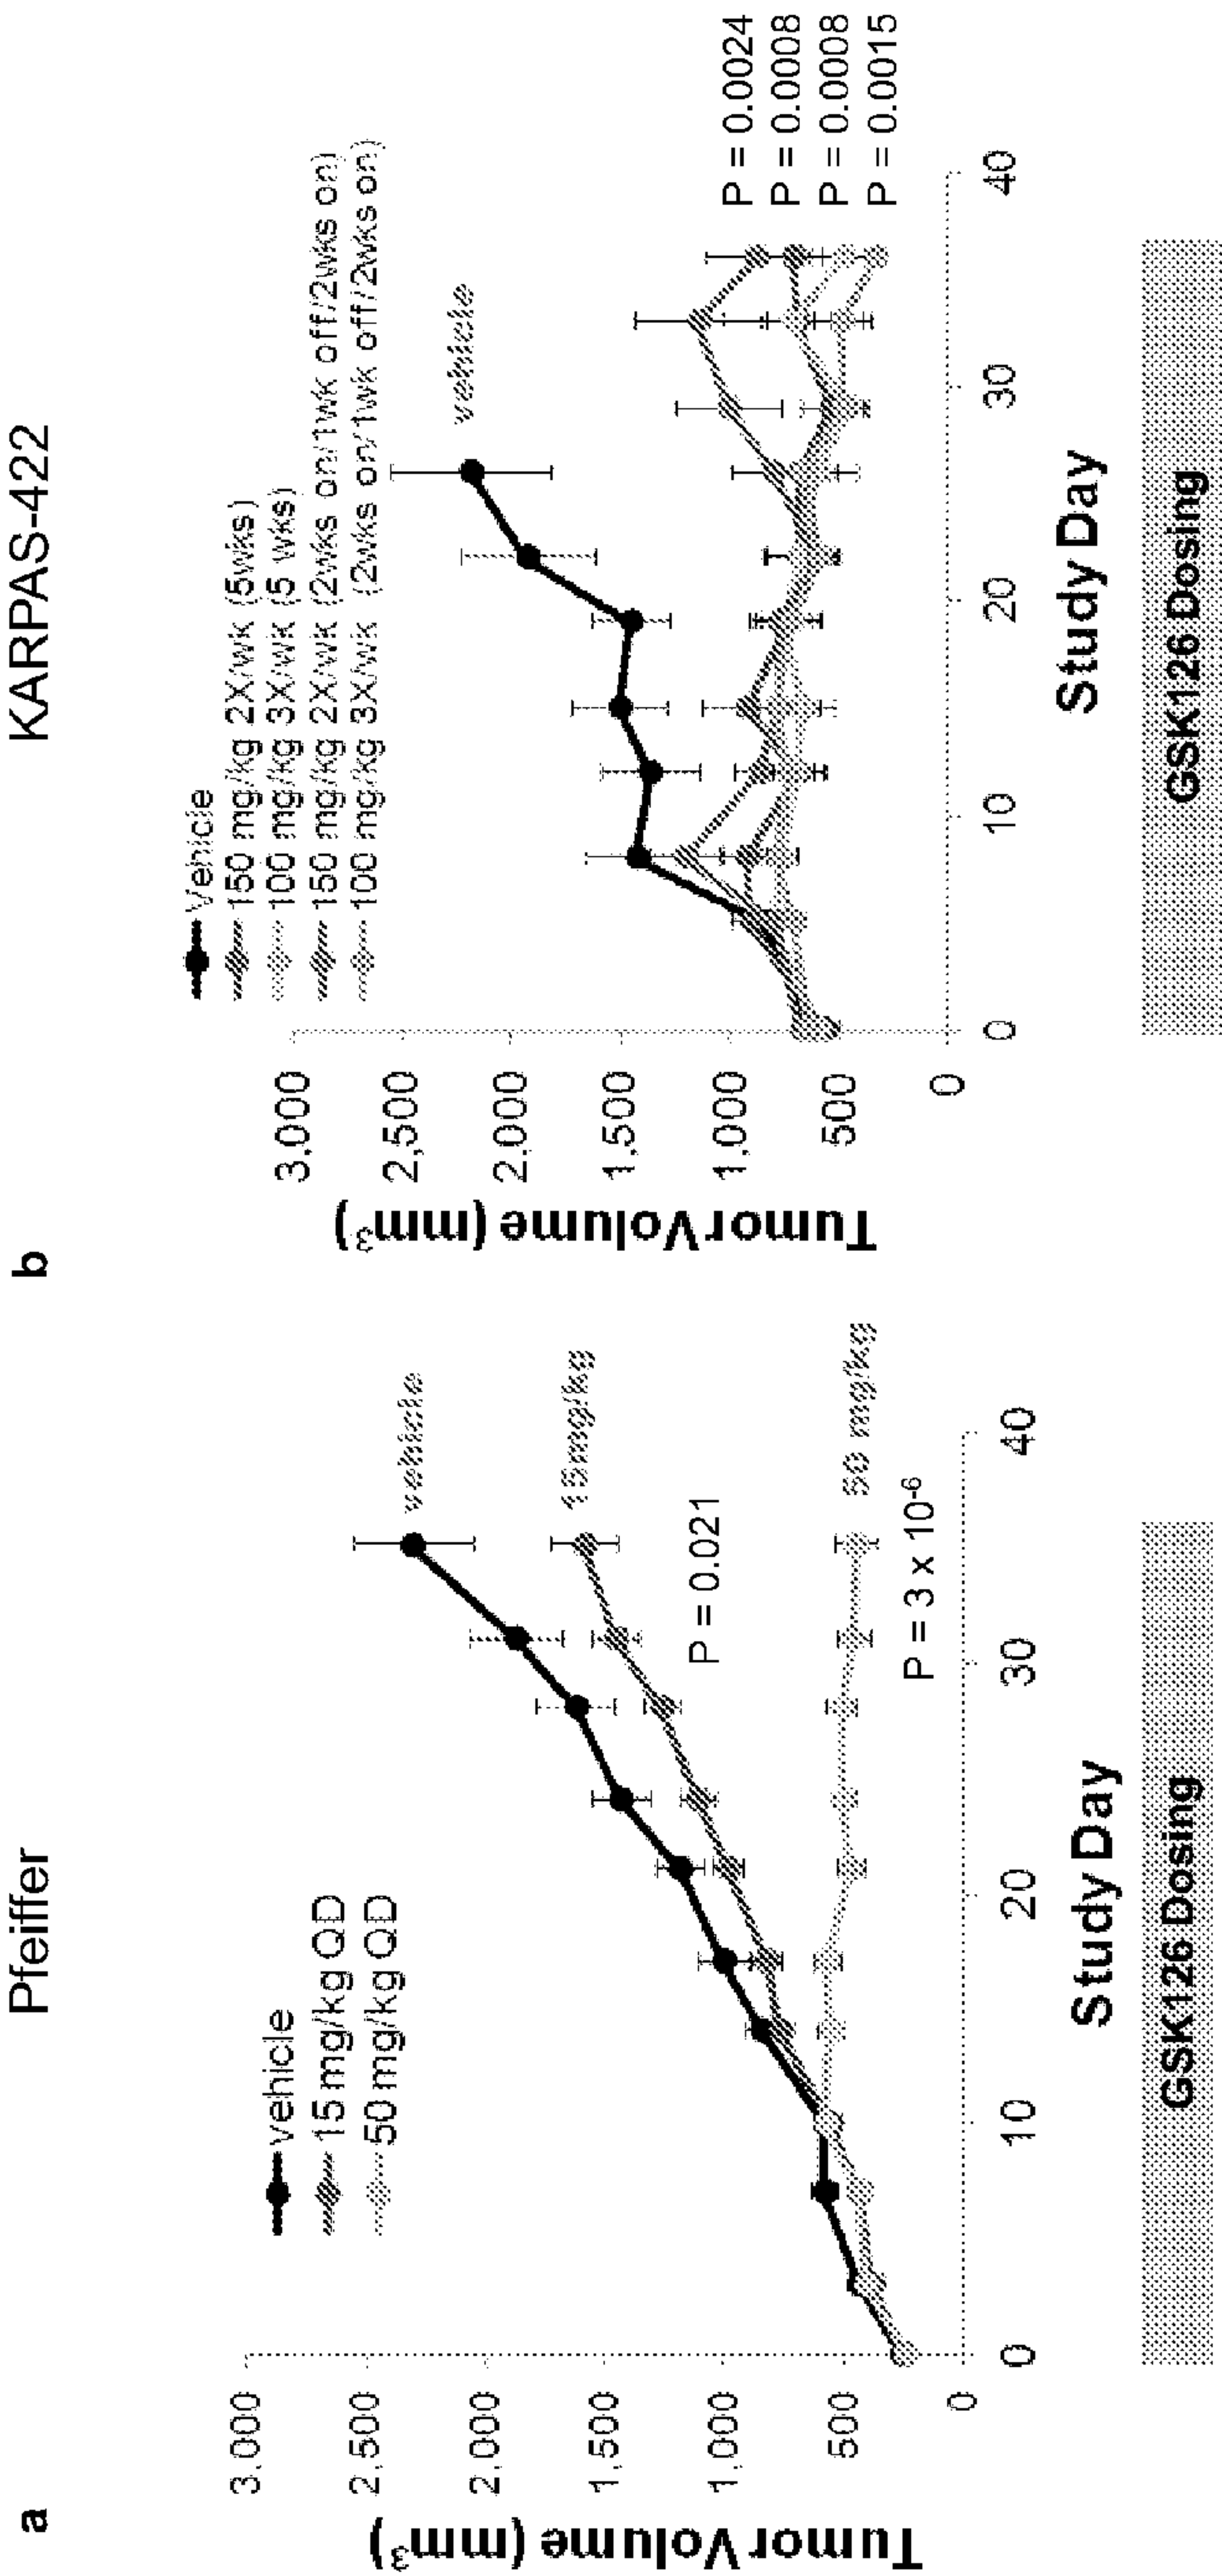 a
Pfeiffer
vehicle
15 mg/kg QD
50 mg/kg QD
Tumor Volume (mm³)
3,000
2,500
2,000
1,500
1,000
500
0
0
10
20
30
40
vehicle
15mg/kg
P = 0.021
50 mg/kg
P = 3 x 10⁻⁶
Study Day
GSK126 Dosing
b
KARPAS-422
Vehicle
150 mg/kg 2X/wk (5wks)
100 mg/kg 3X/wk (5 wks)
150 mg/kg 2X/wk (2wks on/1wk off/2wks on)
100 mg/kg 3X/wk (2wks on/1wk off/2wks on)
Tumor Volume (mm³)
3,000
2,500
2,000
1,500
1,000
500
0
0
10
20
30
40
vehicle
P = 0.0024
P = 0.0008
P = 0.0008
P = 0.0015
Study Day
GSK126 Dosing